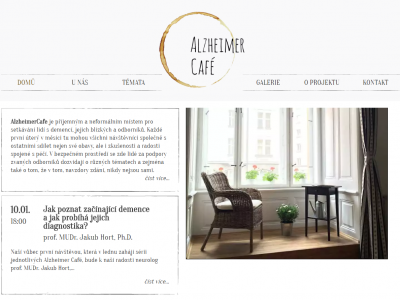 ALZHEIMER
CAFÉ
DOMŮ
U NÁS
TÉMATA
GALERIE
O PROJEKTU
KONTAKT
AlzheimerCafe je příjemným a neformálním místem pro
setkávání lidí s demencí, jejich blízkých a odborníků. Každé
první úterý v měsíci tu mohou všichni návštěvníci společně s
ostatními sdílet nejen své obavy, ale i zkušenosti a radosti
spojené s péčí. V bezpečném prostředí se zde lidé za podpory
zvaných odborníků dozvídají o různých tématech a zejména
také o tom, že v tom, navzdory zdání, nikdy nejsou sami.
číst více...
10.01.
18:00
Jak poznat začínající demence
a jak probíhá jejich
diagnostika?
prof. MUDr. Jakub Hort, Ph.D.
Naší vůbec první návštěvou, která v lednu zahájí sérii
jednotlivých Alzheimer Café, bude k naší radosti neurolog
prof. MUDr. Jakub Hort,...
číst více...